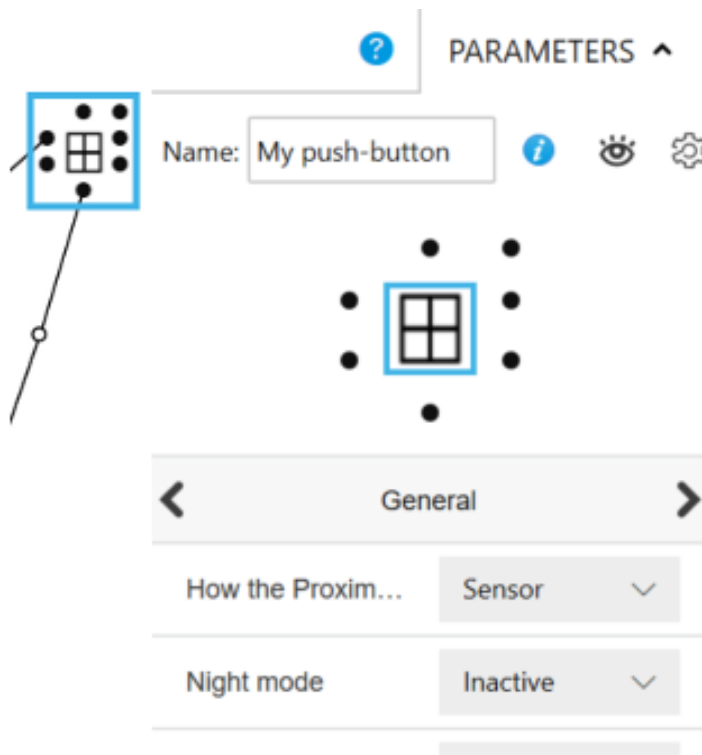 ?
PARAMETERS
Name: My push-button i
General
How the Proxim... Sensor
Night mode Inactive